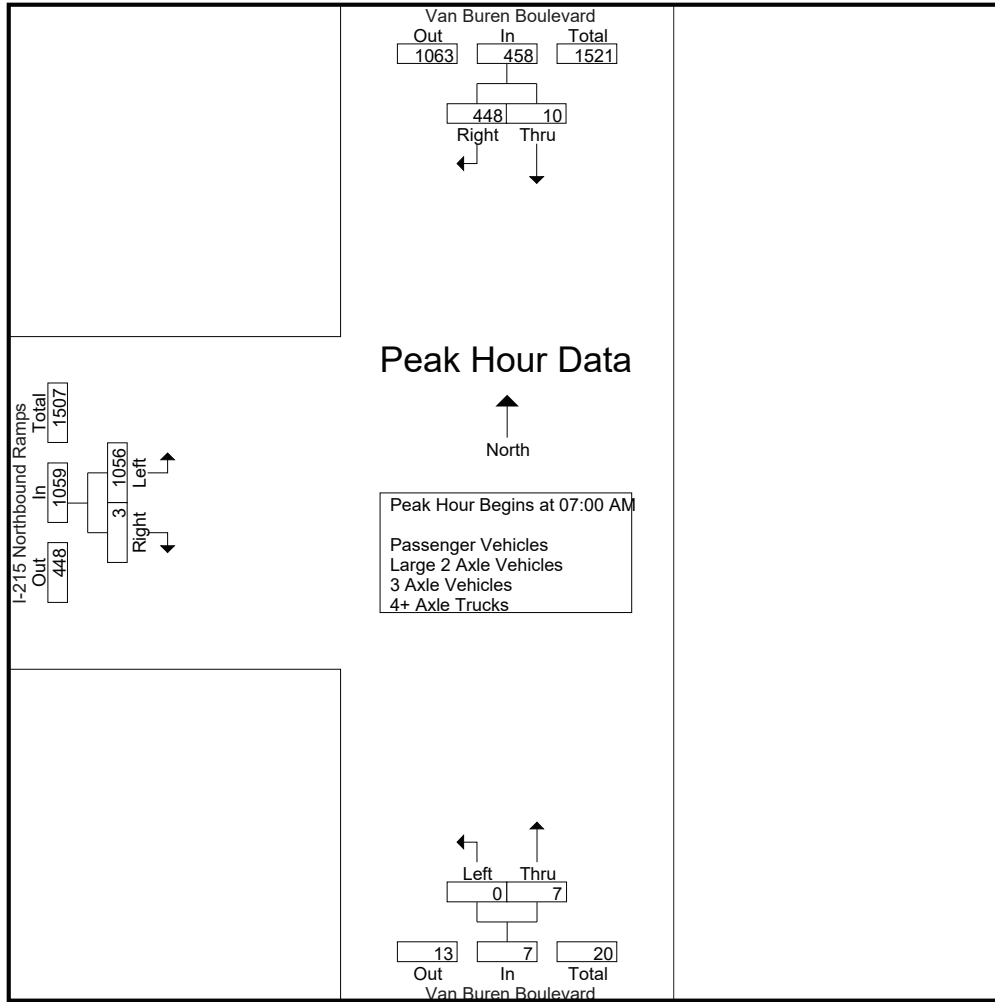 Van Buren Boulevard
Out In Total
1063 458 1521
448 10
Right Thru
Peak Hour Data
North
Peak Hour Begins at 07:00 AM
Passenger Vehicles
Large 2 Axle Vehicles
3 Axle Vehicles
4+ Axle Trucks
I-215 Northbound Ramps
Out In Total
448 1059 1507
3 1056
Right Left
Left Thru
0 7
13 7 20
Out In Total
Van Buren Boulevard